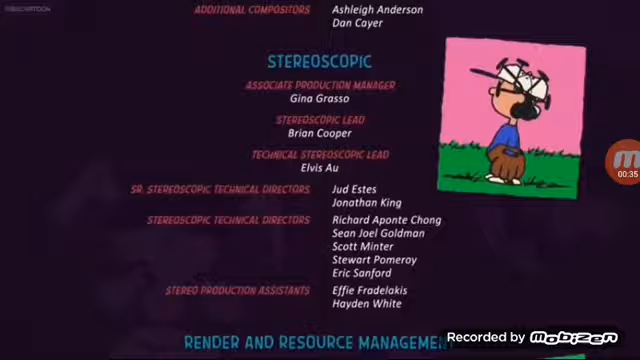 ADDITIONAL COMPOSITORS Ashleigh Anderson
Dan Cayer
STEREOSCOPIC
ASSOCIATE PRODUCTION MANAGER
Gina Grasso
STEREOSCOPIC LEAD
Brian Cooper
TECHNICAL STEREOSCOPIC LEAD
Elvis Au
SR. STEREOSCOPIC TECHNICAL DIRECTORS Jud Estes
Jonathan King
STEREOSCOPIC TECHNICAL DIRECTORS Richard Aponte Chong
Sean Joel Goldman
Scott Minter
Stewart Pomeroy
Eric Sanford
STEREO PRODUCTION ASSISTANTS Effie Fradelakis
Hayden White
RENDER AND RESOURCE MANAGEMENT
00:35
Recorded by Mobizen